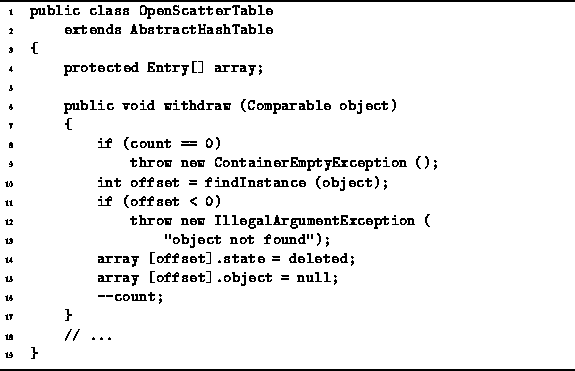 1 public class OpenScatterTable
2 extends AbstractHashTable
3 {
4 protected Entry[] array;
5
6 public void withdraw (Comparable object)
7 {
8 if (count == 0)
9 throw new ContainerEmptyException ();
10 int offset = findInstance (object);
11 if (offset < 0)
12 throw new IllegalArgumentException (
13 "object not found");
14 array [offset].state = deleted;
15 array [offset].object = null;
16 --count;
17 }
18 // ...
19 }